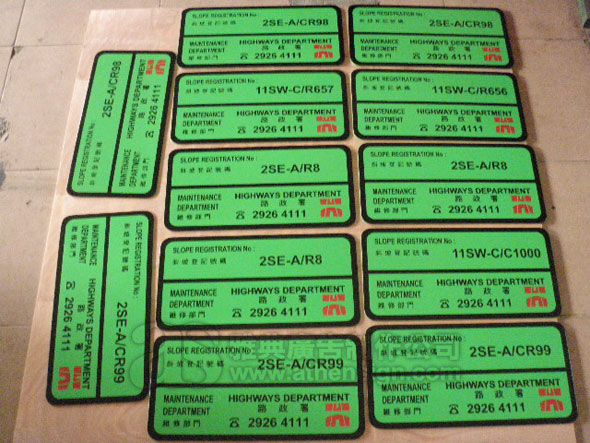 SLOPE REGISTRATION No :
斜坡登記號碼
2SE-A/CR98
MAINTENANCE
DEPARTMENT
維修部門
HIGHWAYS DEPARTMENT
路政署
☎ 2926 4111
SLOPE REGISTRATION No :
斜坡登記號碼
2SE-A/CR98
MAINTENANCE
DEPARTMENT
維修部門
HIGHWAYS DEPARTMENT
路政署
☎ 2926 4111
SLOPE REGISTRATION No :
斜坡登記號碼
2SE-A/CR98
MAINTENANCE
DEPARTMENT
維修部門
HIGHWAYS DEPARTMENT
路政署
☎ 2926 4111
SLOPE REGISTRATION No :
斜坡登記號碼
11SW-C/R657
MAINTENANCE
DEPARTMENT
維修部門
HIGHWAYS DEPARTMENT
路政署
☎ 2926 4111
SLOPE REGISTRATION No :
斜坡登記號碼
11SW-C/R656
MAINTENANCE
DEPARTMENT
維修部門
HIGHWAYS DEPARTMENT
路政署
☎ 2926 4111
SLOPE REGISTRATION No :
斜坡登記號碼
2SE-A/R8
MAINTENANCE
DEPARTMENT
維修部門
HIGHWAYS DEPARTMENT
路政署
☎ 2926 4111
SLOPE REGISTRATION No :
斜坡登記號碼
2SE-A/R8
MAINTENANCE
DEPARTMENT
維修部門
HIGHWAYS DEPARTMENT
路政署
☎ 2926 4111
SLOPE REGISTRATION No :
斜坡登記號碼
2SE-A/CR99
MAINTENANCE
DEPARTMENT
維修部門
HIGHWAYS DEPARTMENT
路政署
☎ 2926 4111
SLOPE REGISTRATION No :
斜坡登記號碼
2SE-A/R8
MAINTENANCE
DEPARTMENT
維修部門
HIGHWAYS DEPARTMENT
路政署
☎ 2926 4111
SLOPE REGISTRATION No :
斜坡登記號碼
11SW-C/C1000
MAINTENANCE
DEPARTMENT
維修部門
HIGHWAYS DEPARTMENT
路政署
☎ 2926 4111
SLOPE REGISTRATION No :
斜坡登記號碼
2SE-A/CR99
MAINTENANCE
DEPARTMENT
維修部門
HIGHWAYS DEPARTMENT
路政署
☎ 2926 4111
SLOPE REGISTRATION No :
斜坡登記號碼
2SE-A/CR99
MAINTENANCE
DEPARTMENT
維修部門
HIGHWAYS DEPARTMENT
路政署
☎ 2926 4111